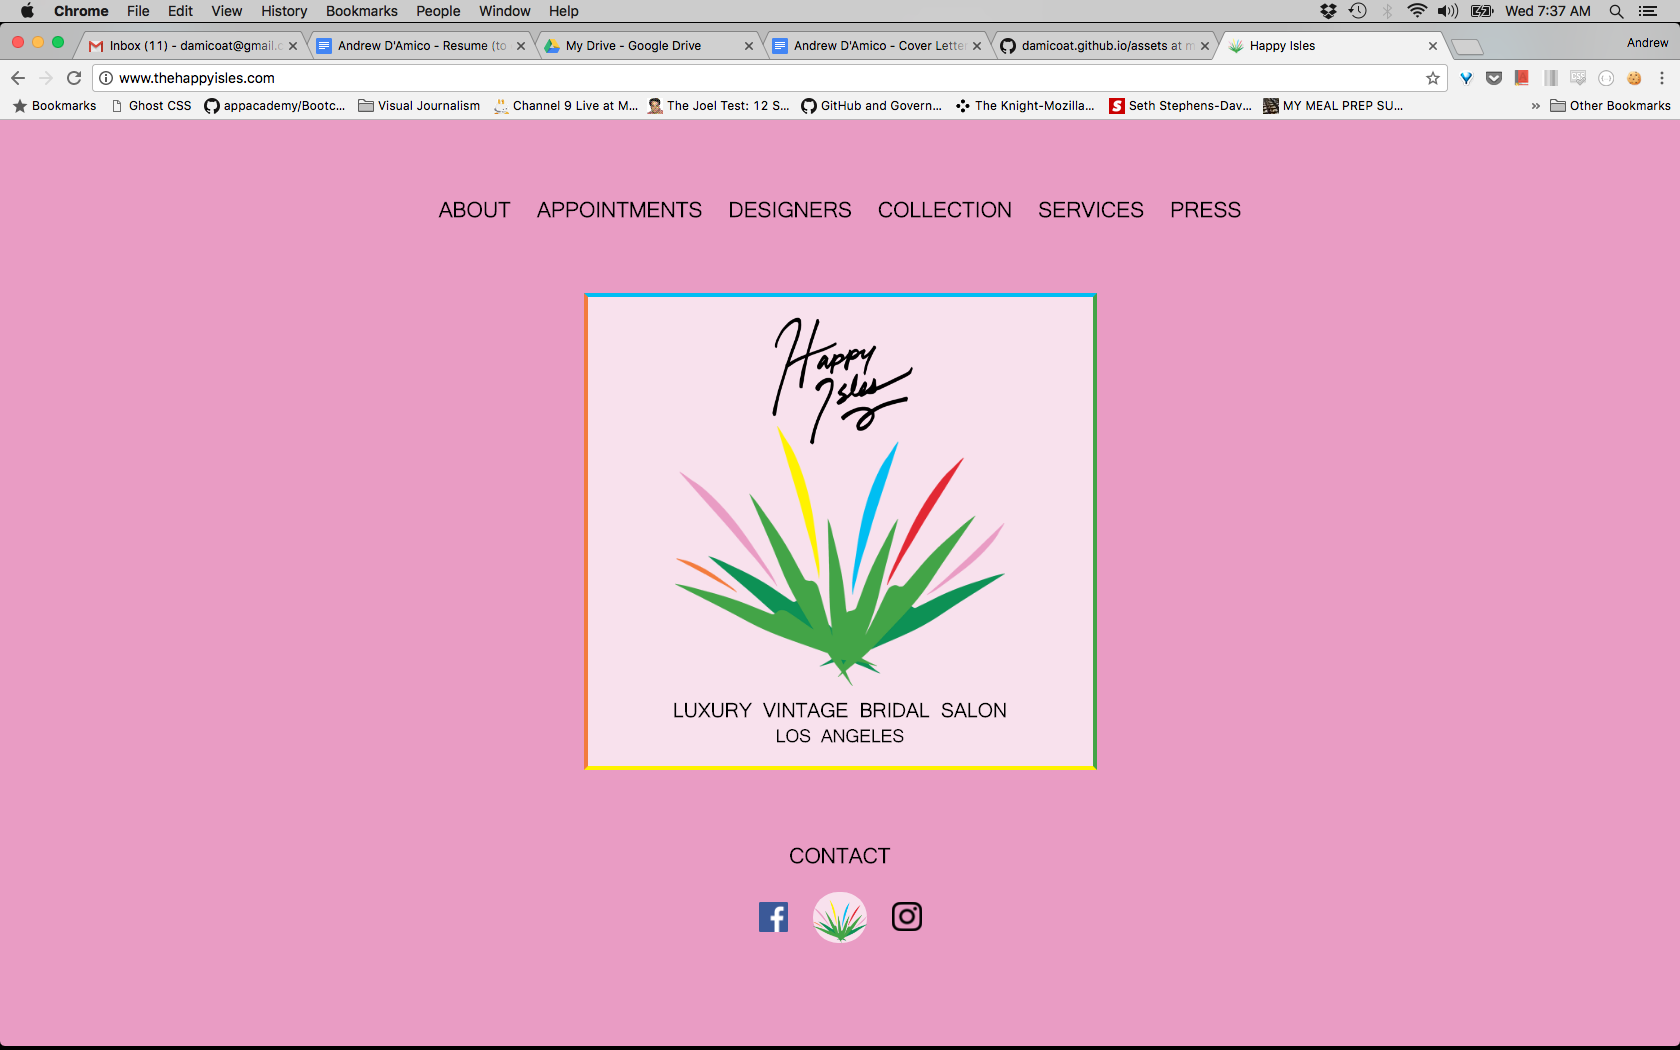 Chrome File Edit View History Bookmarks People Window Help Wed 7:37 AM
Inbox (11) - damicoat@gmail.c Andrew D'Amico - Resume (to My Drive - Google Drive Andrew D'Amico - Cover Lette damicoat.github.io/assets at m Happy Isles Andrew
www.thehappyisles.com
Bookmarks Ghost CSS appacademy/Bootc... Visual Journalism Channel 9 Live at M... The Joel Test: 12 S... GitHub and Govern... The Knight-Mozilla... Seth Stephens-Dav... MY MEAL PREP SU... » Other Bookmarks
ABOUT APPOINTMENTS DESIGNERS COLLECTION SERVICES PRESS
Happy
Isles
LUXURY VINTAGE BRIDAL SALON
LOS ANGELES
CONTACT